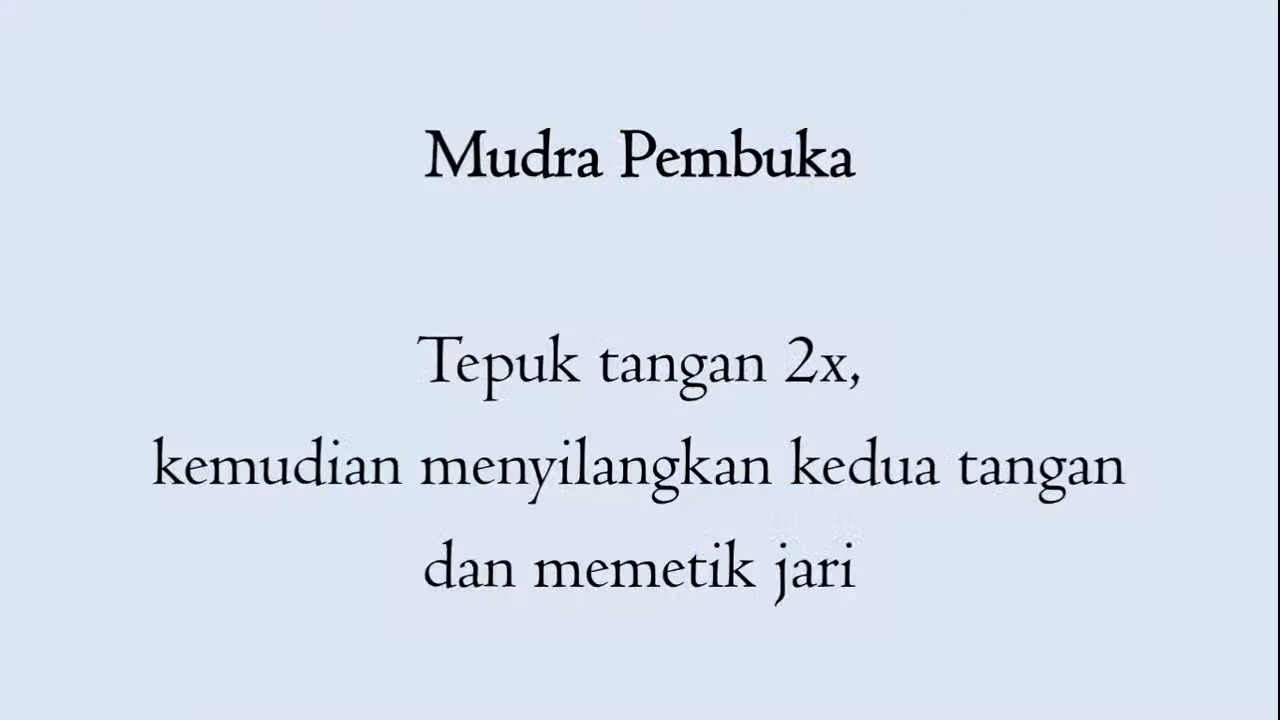 Mudra Pembuka
Tepuk tangan 2x,
kemudian menyilangkan kedua tangan
dan memetik jari